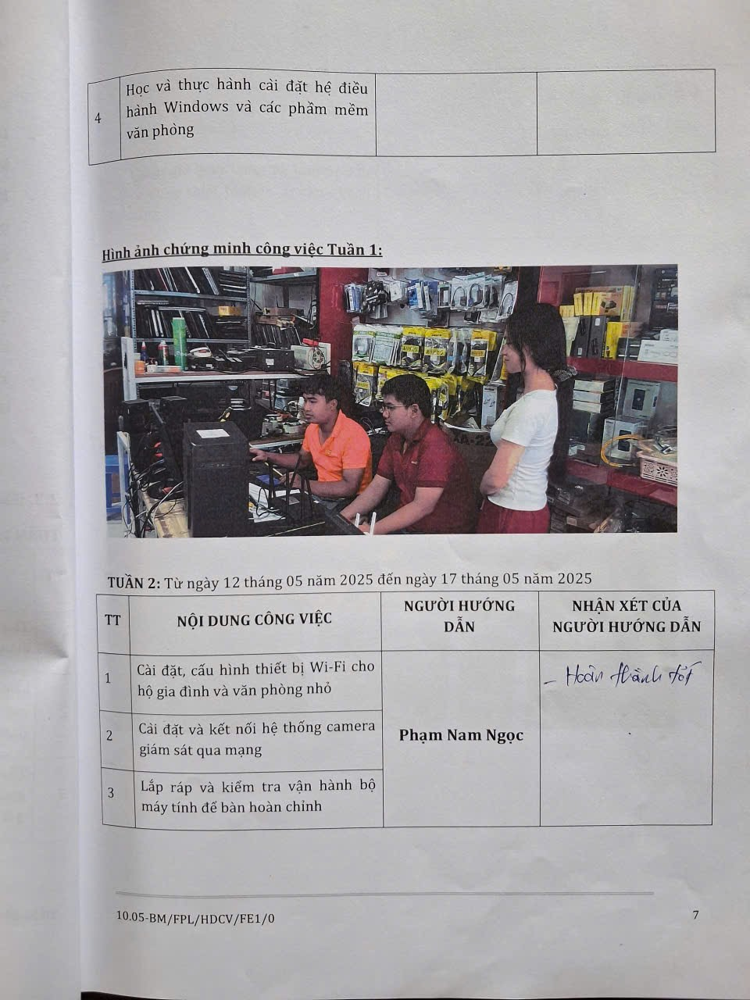 4
Học và thực hành cài đặt hệ điều
hành Windows và các phầm mềm
văn phòng
Hình ảnh chứng minh công việc Tuần 1:
TUẦN 2: Từ ngày 12 tháng 05 năm 2025 đến ngày 17 tháng 05 năm 2025
TT
NỘI DUNG CÔNG VIỆC
NGƯỜI HƯỚNG
DẪN
NHẬN XÉT CỦA
NGƯỜI HƯỚNG DẪN
1
Cài đặt, cấu hình thiết bị Wi-Fi cho
hộ gia đình và văn phòng nhỏ
2
Cài đặt và kết nối hệ thống camera
giám sát qua mạng
3
Lắp ráp và kiểm tra vận hành bộ
máy tính để bàn hoàn chỉnh
Phạm Nam Ngọc
- Hoàn thành tốt
10.05-BM/FPL/HDCV/FE1/0
7